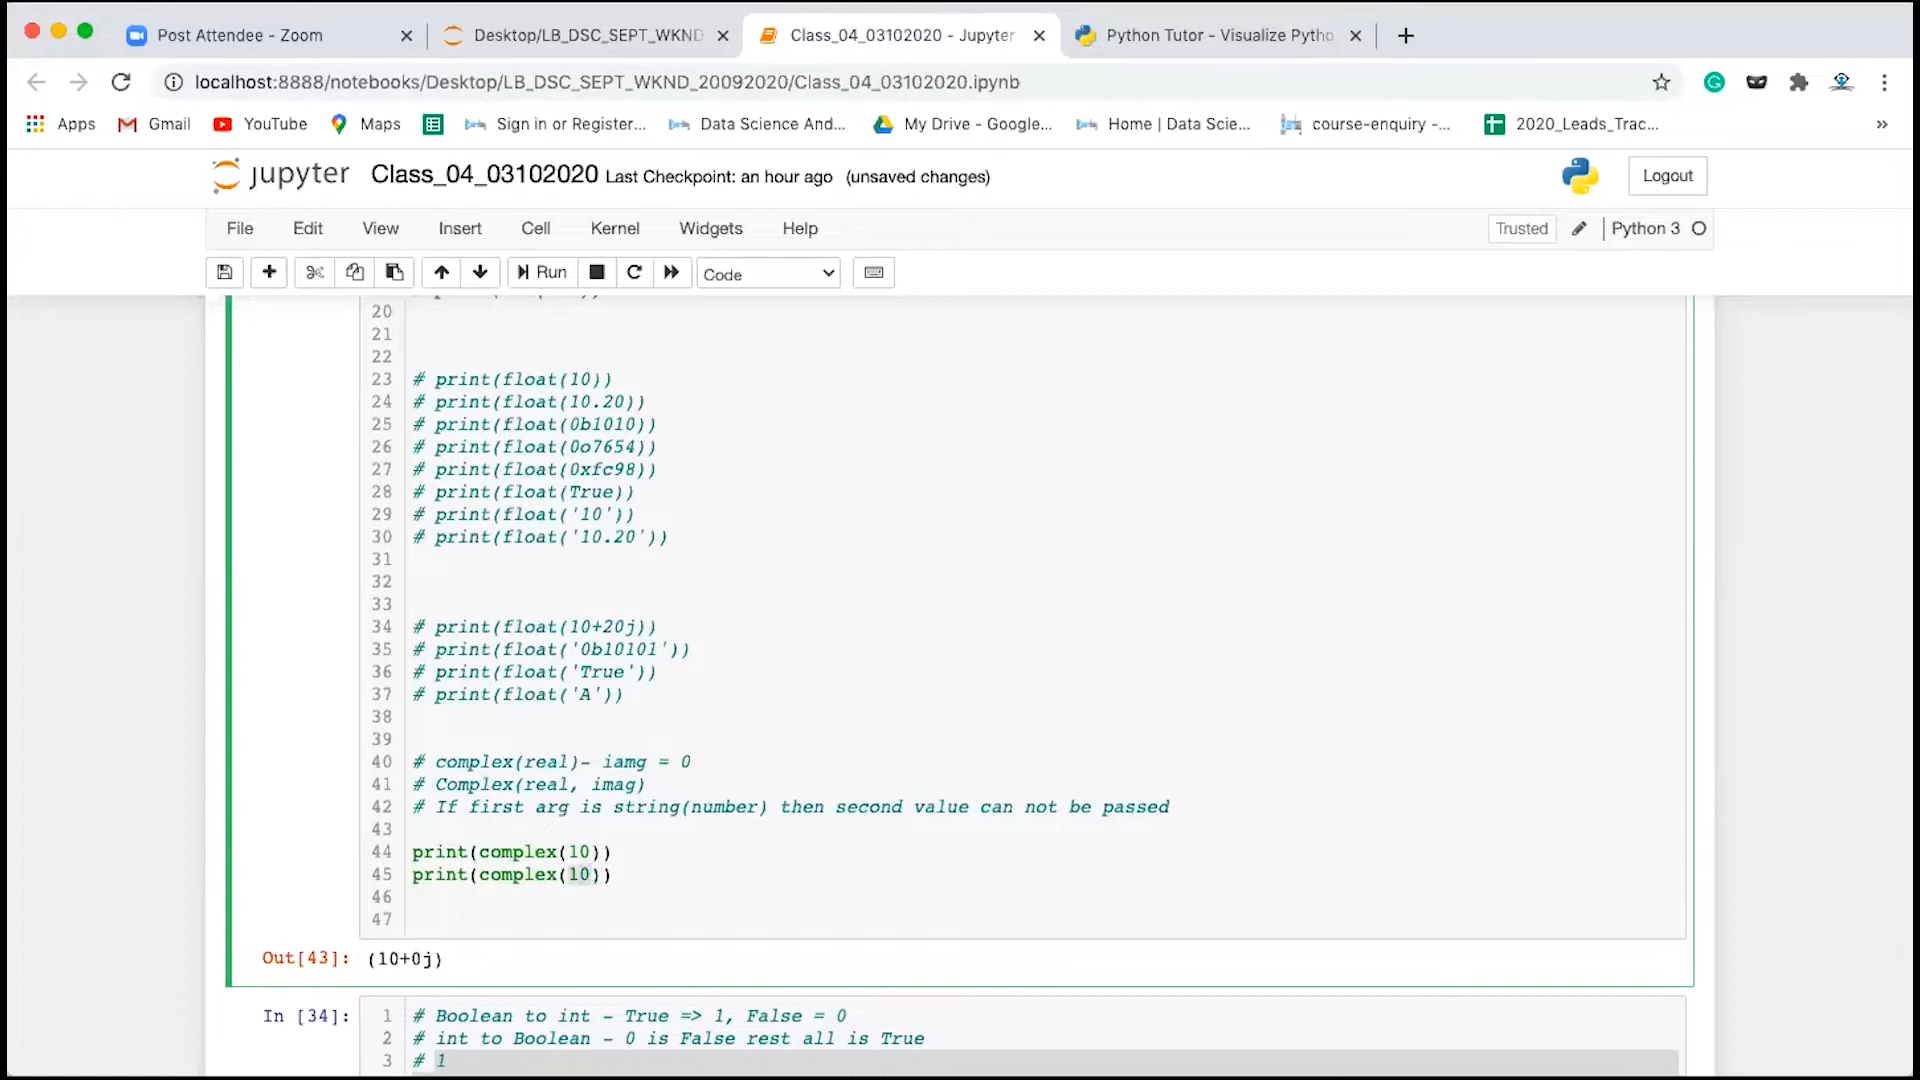 Post Attendee - Zoom
Desktop/LB_DSC_SEPT_WKND
Class_04_03102020 - Jupyter
Python Tutor - Visualize Pytho
localhost:8888/notebooks/Desktop/LB_DSC_SEPT_WKND_20092020/Class_04_03102020.ipynb
Apps Gmail YouTube Maps Sign in or Register... Data Science And... My Drive - Google... Home | Data Scie... course-enquiry -... 2020_Leads_Trac... »
jupyter Class_04_03102020 Last Checkpoint: an hour ago (unsaved changes) Logout
File Edit View Insert Cell Kernel Widgets Help Trusted Python 3
Run Code
20
21
22
23 # print(float(10))
24 # print(float(10.20))
25 # print(float(0b1010))
26 # print(float(0o7654))
27 # print(float(0xfc98))
28 # print(float(True))
29 # print(float('10'))
30 # print(float('10.20'))
31
32
33
34 # print(float(10+20j))
35 # print(float('0b10101'))
36 # print(float('True'))
37 # print(float('A'))
38
39
40 # complex(real)- iamg = 0
41 # Complex(real, imag)
42 # If first arg is string(number) then second value can not be passed
43
44 print(complex(10))
45 print(complex(10))
46
47
Out[43]: (10+0j)
In [34]: 1 # Boolean to int - True => 1, False = 0
2 # int to Boolean - 0 is False rest all is True
3 # 1